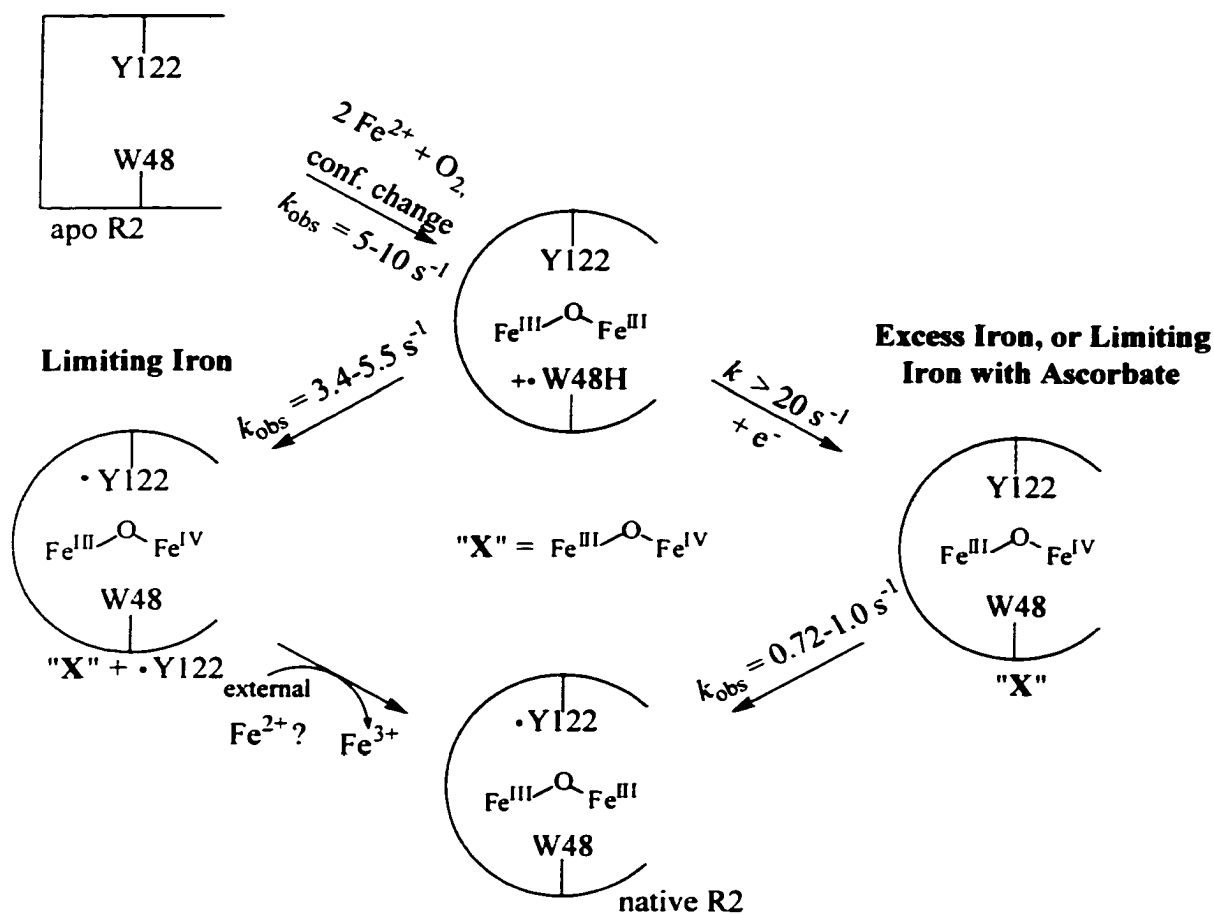 Y122
W48
apo R2
2 Fe²⁺ + O₂,
conf. change
k_obs = 5-10 s⁻¹
Y122
Feᴵᴵᴵ O Feᴵᴵᴵ
+• W48H
Limiting Iron
k_obs = 3.4-5.5 s⁻¹
k > 20 s⁻¹
+ e⁻
Excess Iron, or Limiting
Iron with Ascorbate
• Y122
Feᴵᴵᴵ O Feᴵⱽ
W48
"X" + • Y122
"X" = Feᴵᴵᴵ O Feᴵⱽ
Y122
Feᴵᴵᴵ O Feᴵⱽ
W48
"X"
k_obs = 0.72-1.0 s⁻¹
external
Fe²⁺ ? Fe³⁺
• Y122
Feᴵᴵᴵ O Feᴵᴵᴵ
W48
native R2